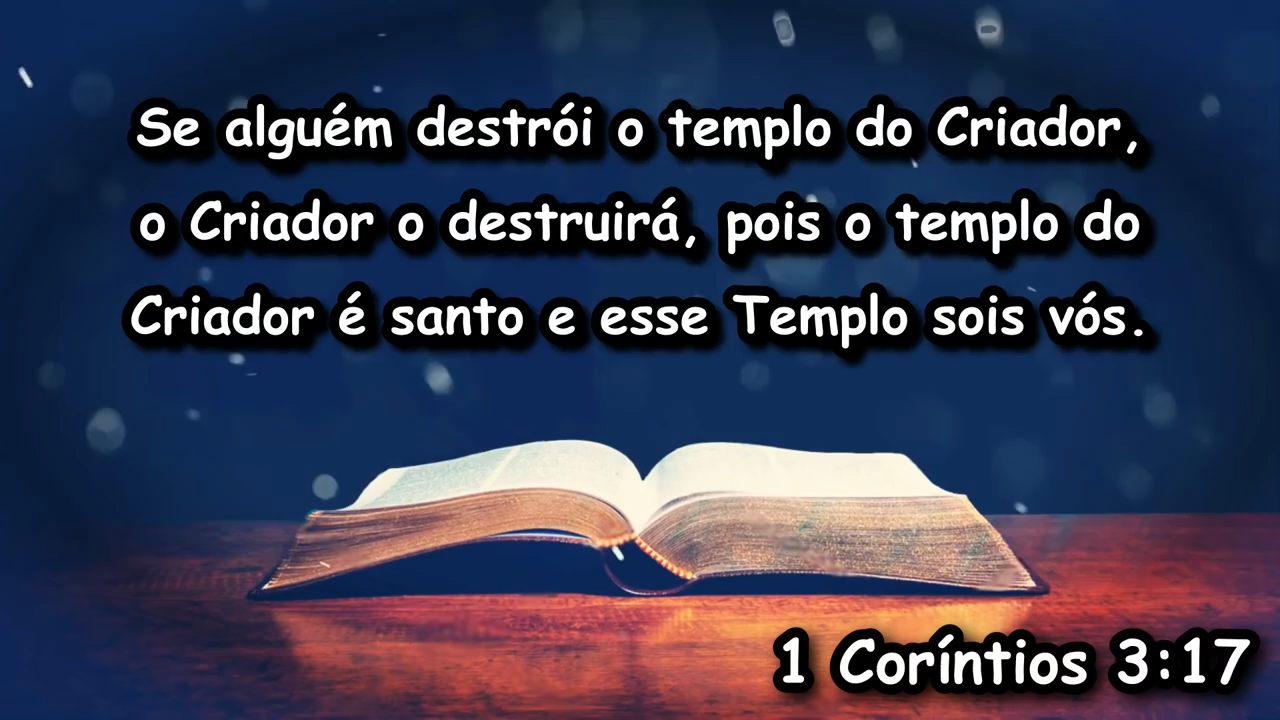 Se alguém destrói o templo do Criador,
o Criador o destruirá, pois o templo do
Criador é santo e esse Templo sois vós.
1 Coríntios 3:17